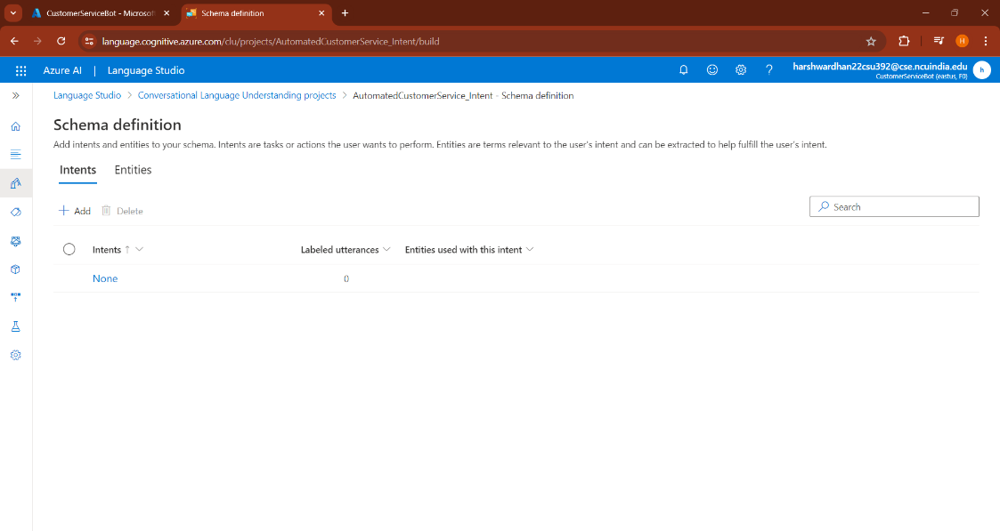 CustomerServiceBot - Microsoft
Schema definition
language.cognitive.azure.com/clu/projects/AutomatedCustomerService_Intent/build
H
Azure AI | Language Studio
harshwardhan22csu392@cse.ncuindia.edu
CustomerServiceBot (eastus, F0)
h
Language Studio > Conversational Language Understanding projects > AutomatedCustomerService_Intent - Schema definition
Schema definition
Add intents and entities to your schema. Intents are tasks or actions the user wants to perform. Entities are terms relevant to the user's intent and can be extracted to help fulfill the user's intent.
Intents Entities
+ Add Delete
Search
Intents ↑ Labeled utterances Entities used with this intent
None 0